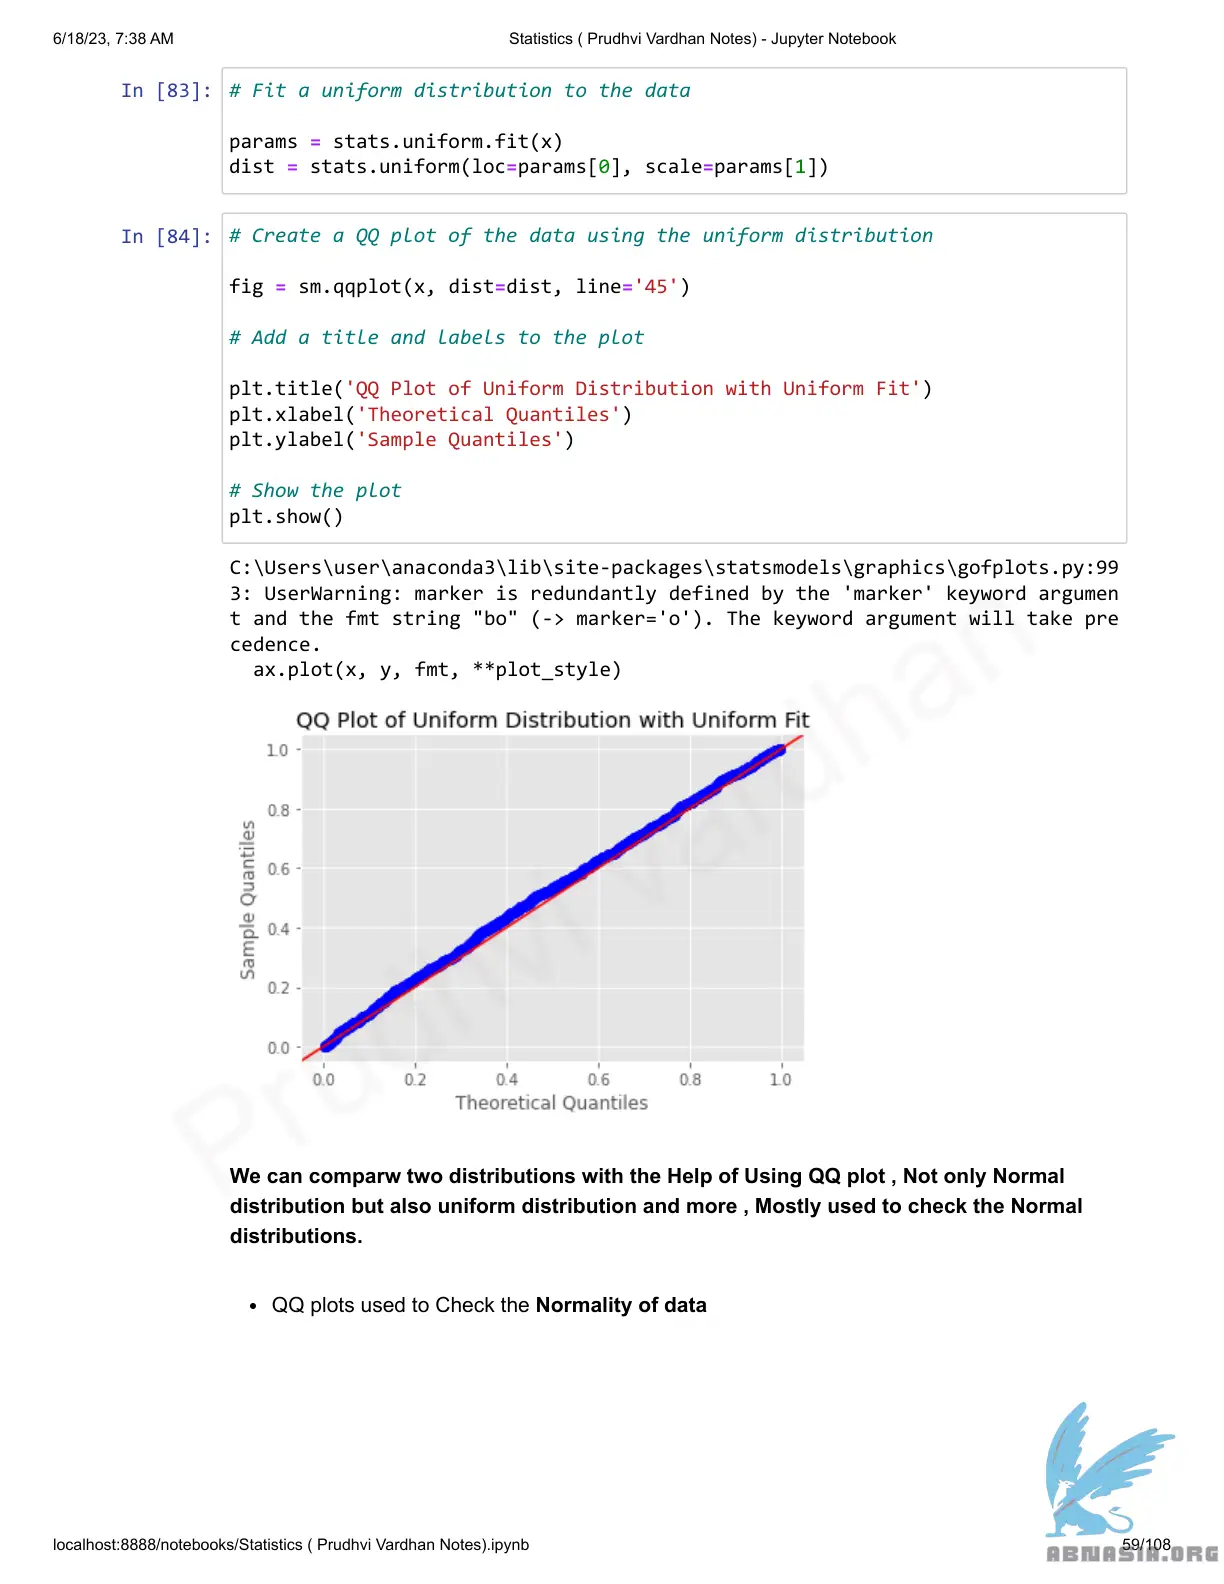 6/18/23, 7:38 AM
Statistics ( Prudhvi Vardhan Notes) - Jupyter Notebook
In [83]:
# Fit a uniform distribution to the data
params = stats.uniform.fit(x)
dist = stats.uniform(loc=params[0], scale=params[1])
In [84]:
# Create a QQ plot of the data using the uniform distribution
fig = sm.qqplot(x, dist=dist, line='45')
# Add a title and labels to the plot
plt.title('QQ Plot of Uniform Distribution with Uniform Fit')
plt.xlabel('Theoretical Quantiles')
plt.ylabel('Sample Quantiles')
# Show the plot
plt.show()
C:\Users\user\anaconda3\lib\site-packages\statsmodels\graphics\gofplots.py:99
3: UserWarning: marker is redundantly defined by the 'marker' keyword argumen
t and the fmt string "bo" (-> marker='o'). The keyword argument will take pre
cedence.
ax.plot(x, y, fmt, **plot_style)
QQ Plot of Uniform Distribution with Uniform Fit
1.0
0.8
0.6
0.4
0.2
0.0
Sample Quantiles
0.0 0.2 0.4 0.6 0.8 1.0
Theoretical Quantiles
Prudhvi Vardhan
We can comparw two distributions with the Help of Using QQ plot , Not only Normal
distribution but also uniform distribution and more , Mostly used to check the Normal
distributions.
• QQ plots used to Check the Normality of data
localhost:8888/notebooks/Statistics ( Prudhvi Vardhan Notes).ipynb
59/108
ABNASIA.ORG